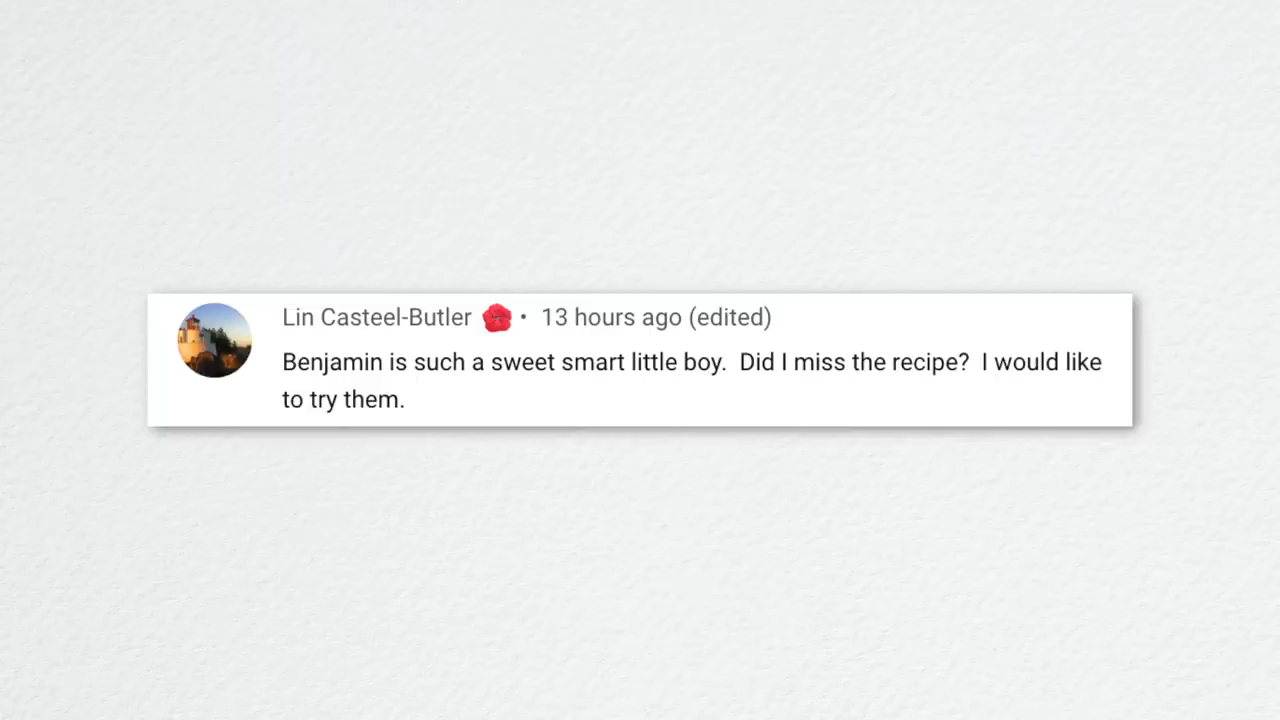 Lin Casteel-Butler • 13 hours ago (edited)
Benjamin is such a sweet smart little boy.  Did I miss the recipe?  I would like
to try them.